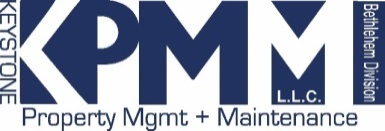 KEYSTONE
KPMM
L.L.C.
Bethlehem Division
Property Mgmt + Maintenance